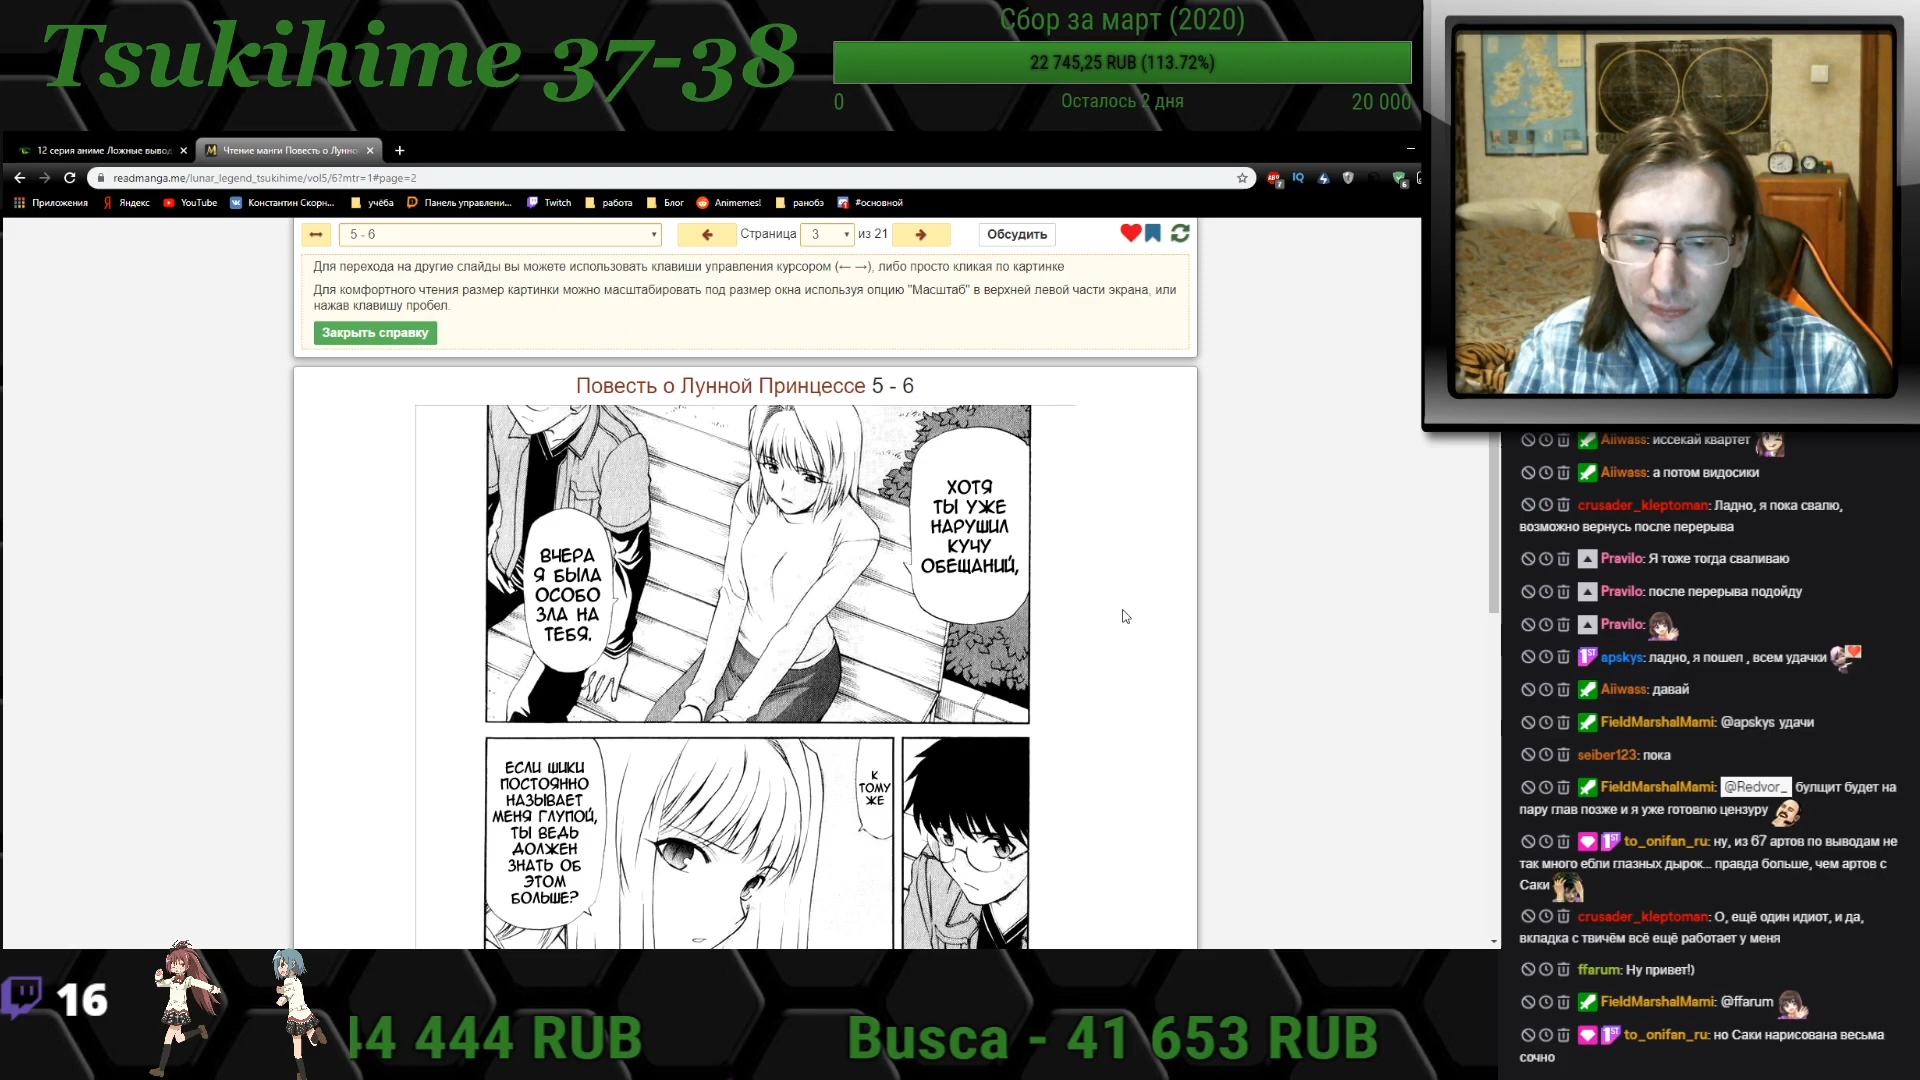 Tsukihime 37-38
Сбор за март (2020)
22 745,25 RUB (113.72%)
0
Осталось 2 дня
20 000
12 серия аниме Ложные вывод
Чтение манги Повесть о Лунно
readmanga.me/lunar_legend_tsukihime/vol5/6?mtr=1#page=2
Приложения
Яндекс
YouTube
Константин Скорн...
учёба
Панель управлени...
Twitch
работа
Блог
Animemes!
ранобэ
#основной
5 - 6
Страница
3
из 21
Обсудить
Для перехода на другие слайды вы можете использовать клавиши управления курсором (← →), либо просто кликая по картинке
Для комфортного чтения размер картинки можно масштабировать под размер окна используя опцию "Масштаб" в верхней левой части экрана, или
нажав клавишу пробел.
Закрыть справку
Повесть о Лунной Принцессе 5 - 6
ХОТЯ
ТЫ УЖЕ
НАРУШИЛ
КУЧУ
ОБЕЩАНИЙ,
ВЧЕРА
Я БЫЛА
ОСОБО
ЗЛА НА
ТЕБЯ.
К
ТОМУ
ЖЕ
ЕСЛИ ШИКИ
ПОСТОЯННО
НАЗЫВАЕТ
МЕНЯ ГЛУПОЙ,
ТЫ ВЕДЬ
ДОЛЖЕН
ЗНАТЬ ОБ
ЭТОМ
БОЛЬШЕ?
Aiiwass: иссекай квартет
Aiiwass: а потом видосики
crusader_kleptoman: Ладно, я пока свалю,
возможно вернусь после перерыва
Pravilo: Я тоже тогда сваливаю
Pravilo: после перерыва подойду
Pravilo:
apskys: ладно, я пошел , всем удачки
Aiiwass: давай
FieldMarshalMami: @apskys удачи
seiber123: пока
FieldMarshalMami: @Redvor_ булщит будет на
пару глав позже и я уже готовлю цензуру
to_onifan_ru: ну, из 67 артов по выводам не
так много ебли глазных дырок... правда больше, чем артов с
Саки
crusader_kleptoman: О, ещё один идиот, и да,
вкладка с твичём всё ещё работает у меня
ffarum: Ну привет!)
FieldMarshalMami: @ffarum
to_onifan_ru: но Саки нарисована весьма
сочно
16
44 444 RUB
Busca - 41 653 RUB